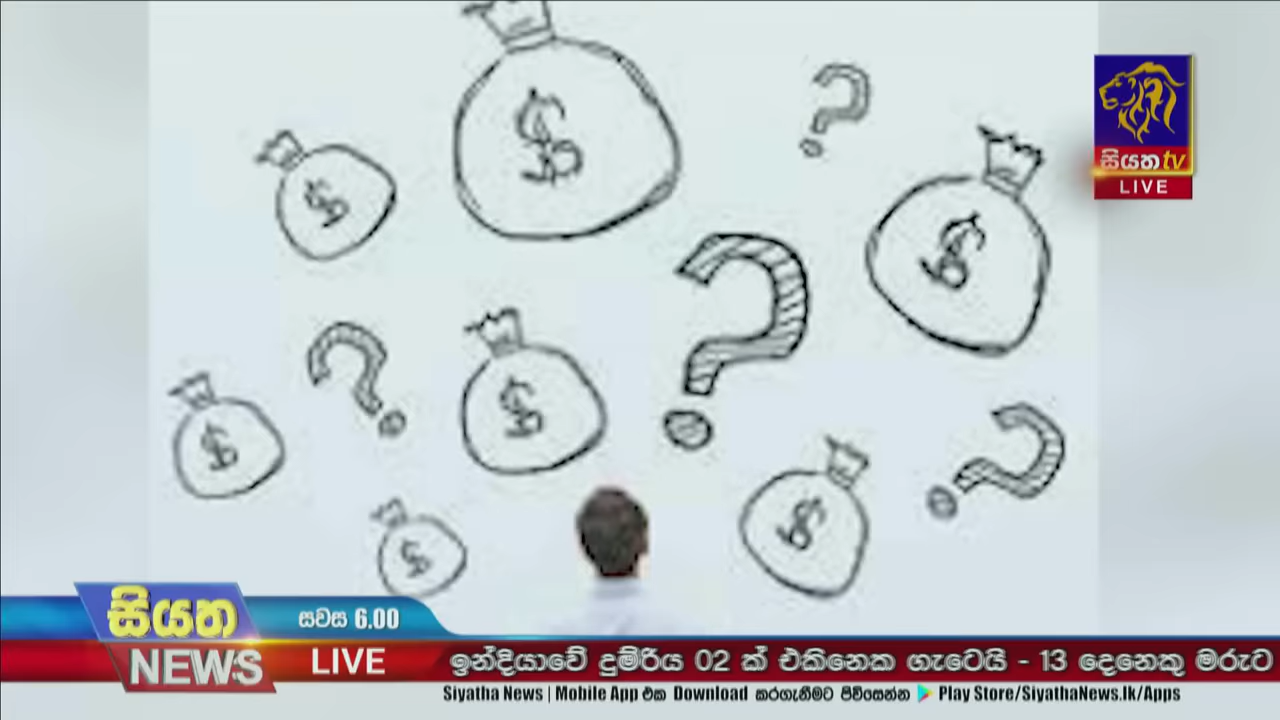 සියත tv
LIVE
සියත
සවස 6.00
NEWS
LIVE
ඉන්දියාවේ දුම්රිය 02 ක් එකිනෙක ගැටෙයි - 13 දෙනෙකු මරුට
Siyatha News | Mobile App එක Download කරගැනීමට පිවිසෙන්න Play Store/SiyathaNews.lk/Apps